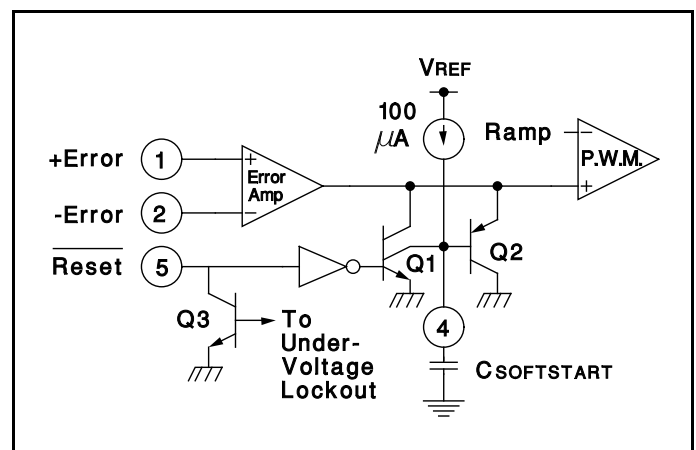 VREF
100
µA
Ramp
P.W.M.
+Error
1
Error
Amp
-Error
2
Reset
5
Q1
Q2
Q3
To
Under-
Voltage
Lockout
4
CSOFTSTART